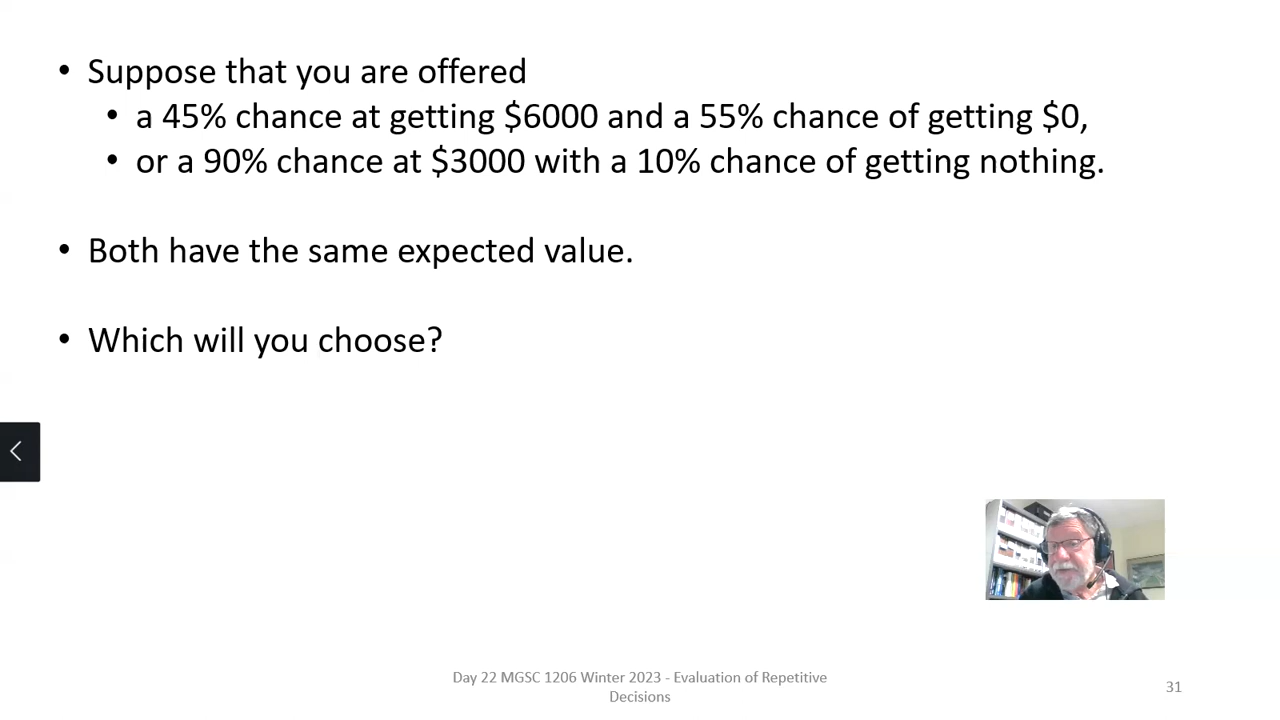 • Suppose that you are offered
• a 45% chance at getting $6000 and a 55% chance of getting $0,
• or a 90% chance at $3000 with a 10% chance of getting nothing.
• Both have the same expected value.
• Which will you choose?
Day 22 MGSC 1206 Winter 2023 - Evaluation of Repetitive
Decisions
31